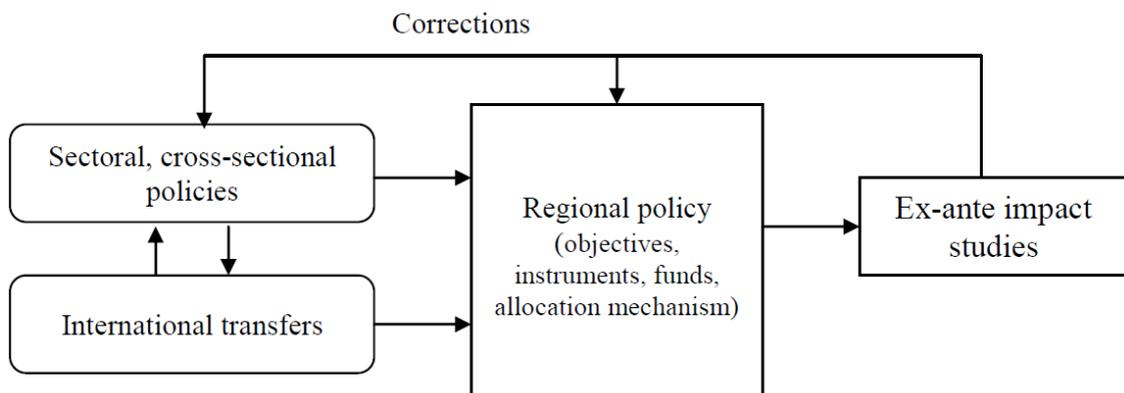 Corrections
Sectoral, cross-sectional
policies
International transfers
Regional policy
(objectives,
instruments, funds,
allocation mechanism)
Ex-ante impact
studies